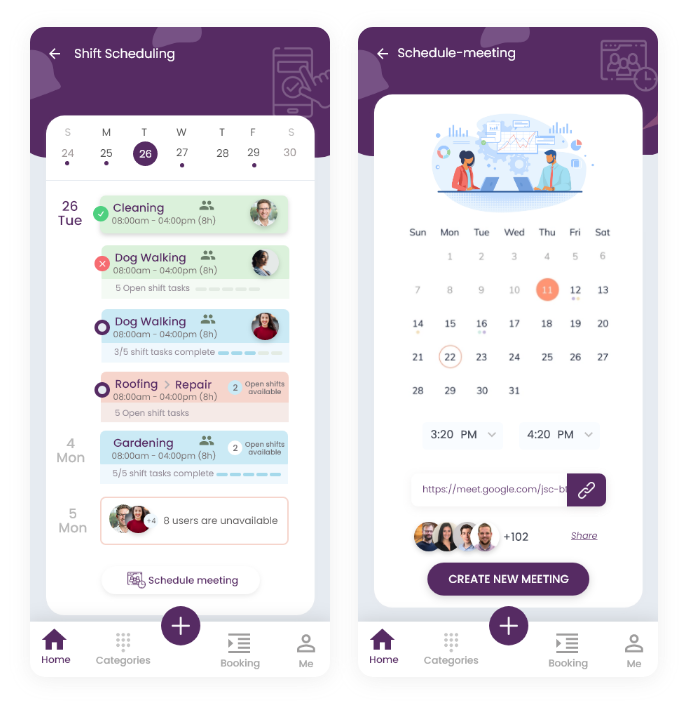 Shift Scheduling
S M T W T F S
24 25 26 27 28 29 30
26
Tue
Cleaning
08:00am - 04:00pm (8h)
Dog Walking
08:00am - 04:00pm (8h)
5 Open shift tasks
Dog Walking
08:00am - 04:00pm (8h)
3/5 shift tasks complete
Roofing > Repair
08:00am - 04:00pm (8h)
2
Open shifts
available
5 Open shift tasks
4
Mon
Gardening
08:00am - 04:00pm (8h)
2
Open shifts
available
5/5 shift tasks complete
5
Mon
+4
8 users are unavailable
Schedule meeting
Home
Categories
Booking
Me
Schedule-meeting
Sun Mon Tue Wed Thu Fri Sat
1 2 3 4 5 6
7 8 9 10 11 12 13
14 15 16 17 18 19 20
21 22 23 24 25 26 27
28 29 30 31
3:20 PM
4:20 PM
https://meet.google.com/jsc-bt
+102
Share
CREATE NEW MEETING
Home
Categories
Booking
Me